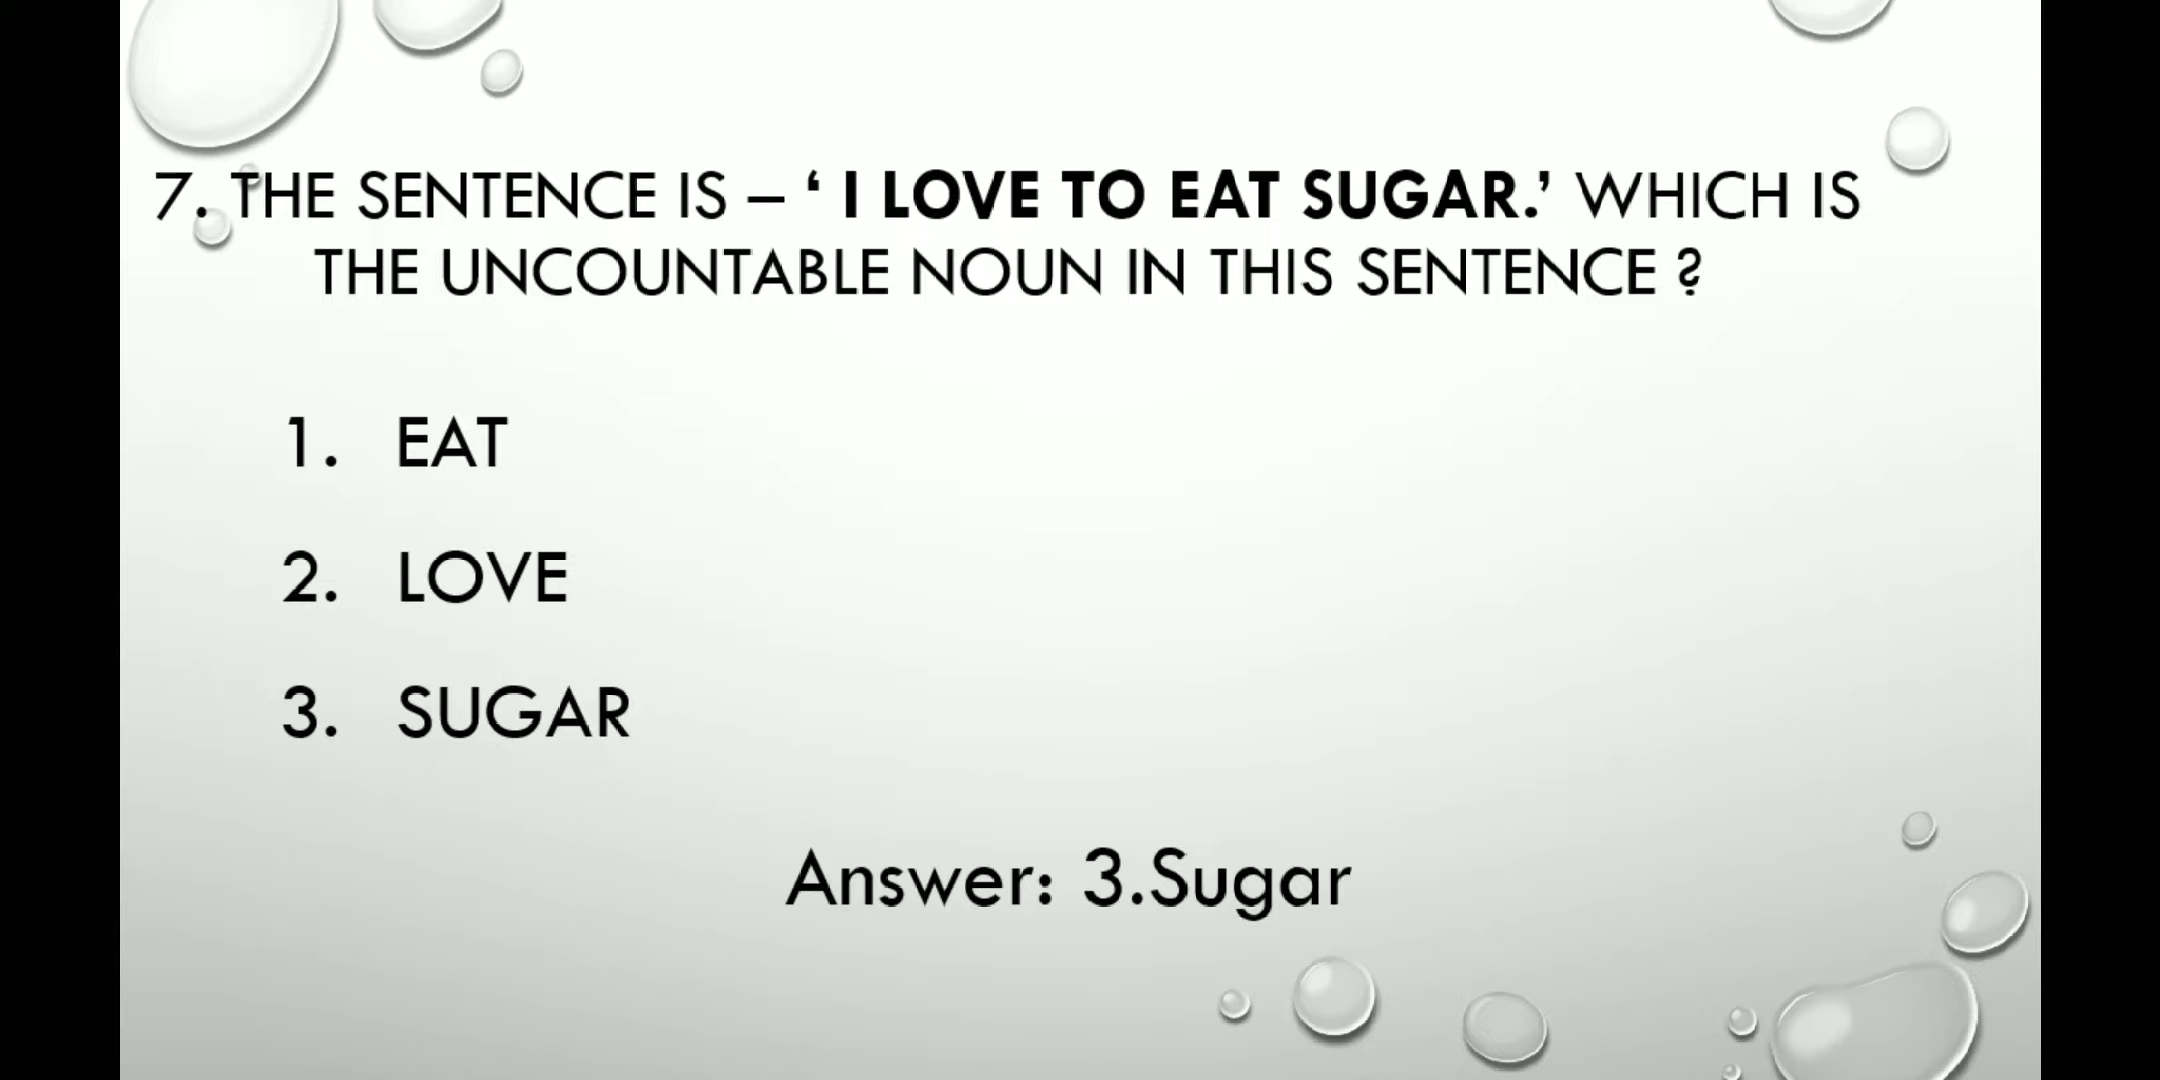 7. THE SENTENCE IS – ‘ I LOVE TO EAT SUGAR.’ WHICH IS
THE UNCOUNTABLE NOUN IN THIS SENTENCE ?
1. EAT
2. LOVE
3. SUGAR
Answer: 3.Sugar